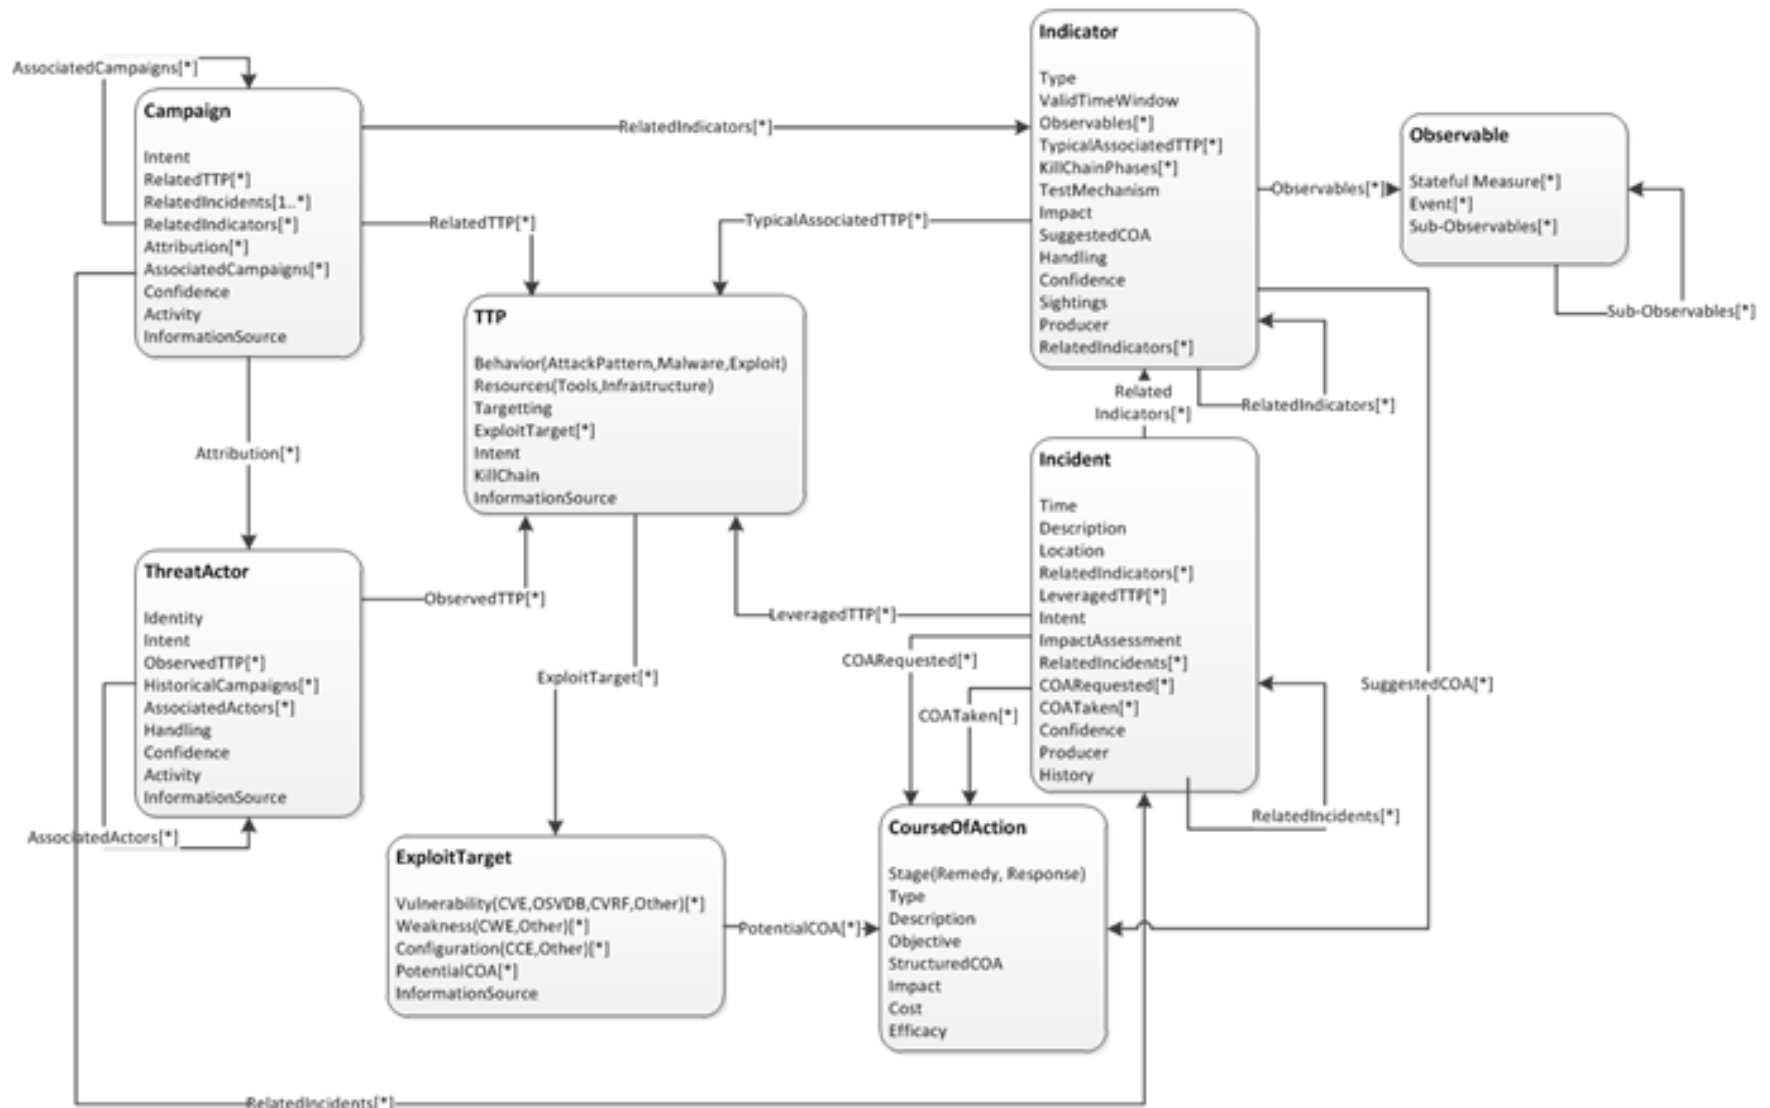 AssociatedCampaigns[*]
Campaign
Intent
RelatedTTP[*]
RelatedIncidents[1..*]
RelatedIndicators[*]
Attribution[*]
AssociatedCampaigns[*]
Confidence
Activity
InformationSource
RelatedIndicators[*]
RelatedTTP[*]
TypicalAssociatedTTP[*]
Indicator
Type
ValidTimeWindow
Observables[*]
TypicalAssociatedTTP[*]
KillChainPhases[*]
TestMechanism
Impact
SuggestedCOA
Handling
Confidence
Sightings
Producer
RelatedIndicators[*]
Observables[*]
Observable
Stateful Measure[*]
Event[*]
Sub-Observables[*]
Sub-Observables[*]
TTP
Behavior(AttackPattern,Malware,Exploit)
Resources(Tools,Infrastructure)
Targetting
ExploitTarget[*]
Intent
KillChain
InformationSource
Related
Indicators[*]
RelatedIndicators[*]
Attribution[*]
Incident
Time
Description
Location
RelatedIndicators[*]
LeveragedTTP[*]
Intent
ImpactAssessment
RelatedIncidents[*]
COARequested[*]
COATaken[*]
Confidence
Producer
History
ThreatActor
Identity
Intent
ObservedTTP[*]
HistoricalCampaigns[*]
AssociatedActors[*]
Handling
Confidence
Activity
InformationSource
ObservedTTP[*]
LeveragedTTP[*]
COARequested[*]
ExploitTarget[*]
COATaken[*]
SuggestedCOA[*]
RelatedIncidents[*]
AssociatedActors[*]
ExploitTarget
Vulnerability(CVE,OSVDB,CVRF,Other)[*]
Weakness(CWE,Other)[*]
Configuration(CCE,Other)[*]
PotentialCOA[*]
InformationSource
PotentialCOA[*]
CourseOfAction
Stage(Remedy, Response)
Type
Description
Objective
StructuredCOA
Impact
Cost
Efficacy
RelatedIncidents[*]